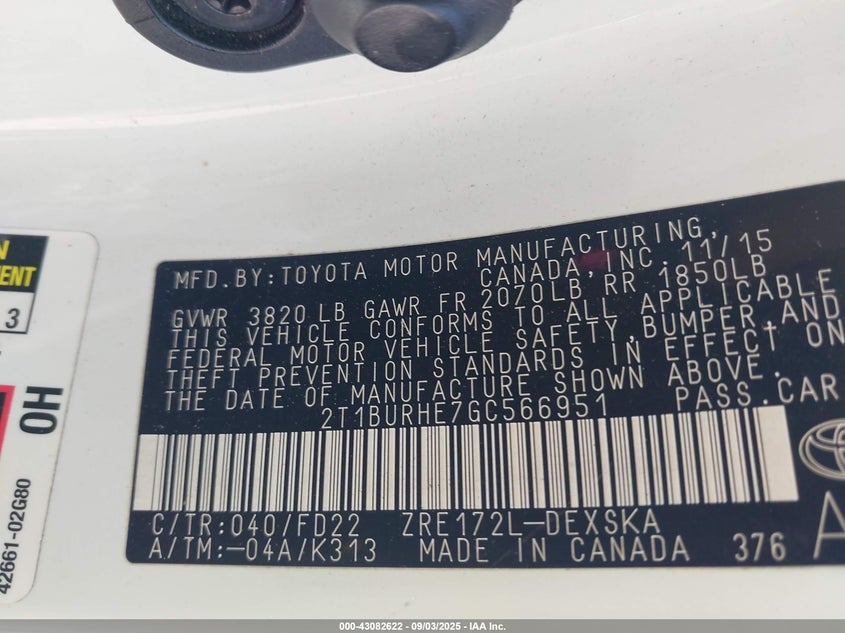 MFD.BY:TOYOTA MOTOR MANUFACTURING,
CANADA,INC. 11/15
GVWR 3820 LB GAWR FR 2070LB RR 1850LB
THIS VEHICLE CONFORMS TO ALL APPLICABLE
FEDERAL MOTOR VEHICLE SAFETY,BUMPER,AND
THEFT PREVENTION STANDARDS IN EFFECT ON
THE DATE OF MANUFACTURE SHOWN ABOVE.
2T1BURHE7GC566951 PASS.CAR
C/TR:040/FD22 ZRE172L-DEXSKA
A/TM:-04A/K313 MADE IN CANADA 376
A
N
ENT
3
OH
42661-02G80
000-43082622 - 09/03/2025 - IAA Inc.